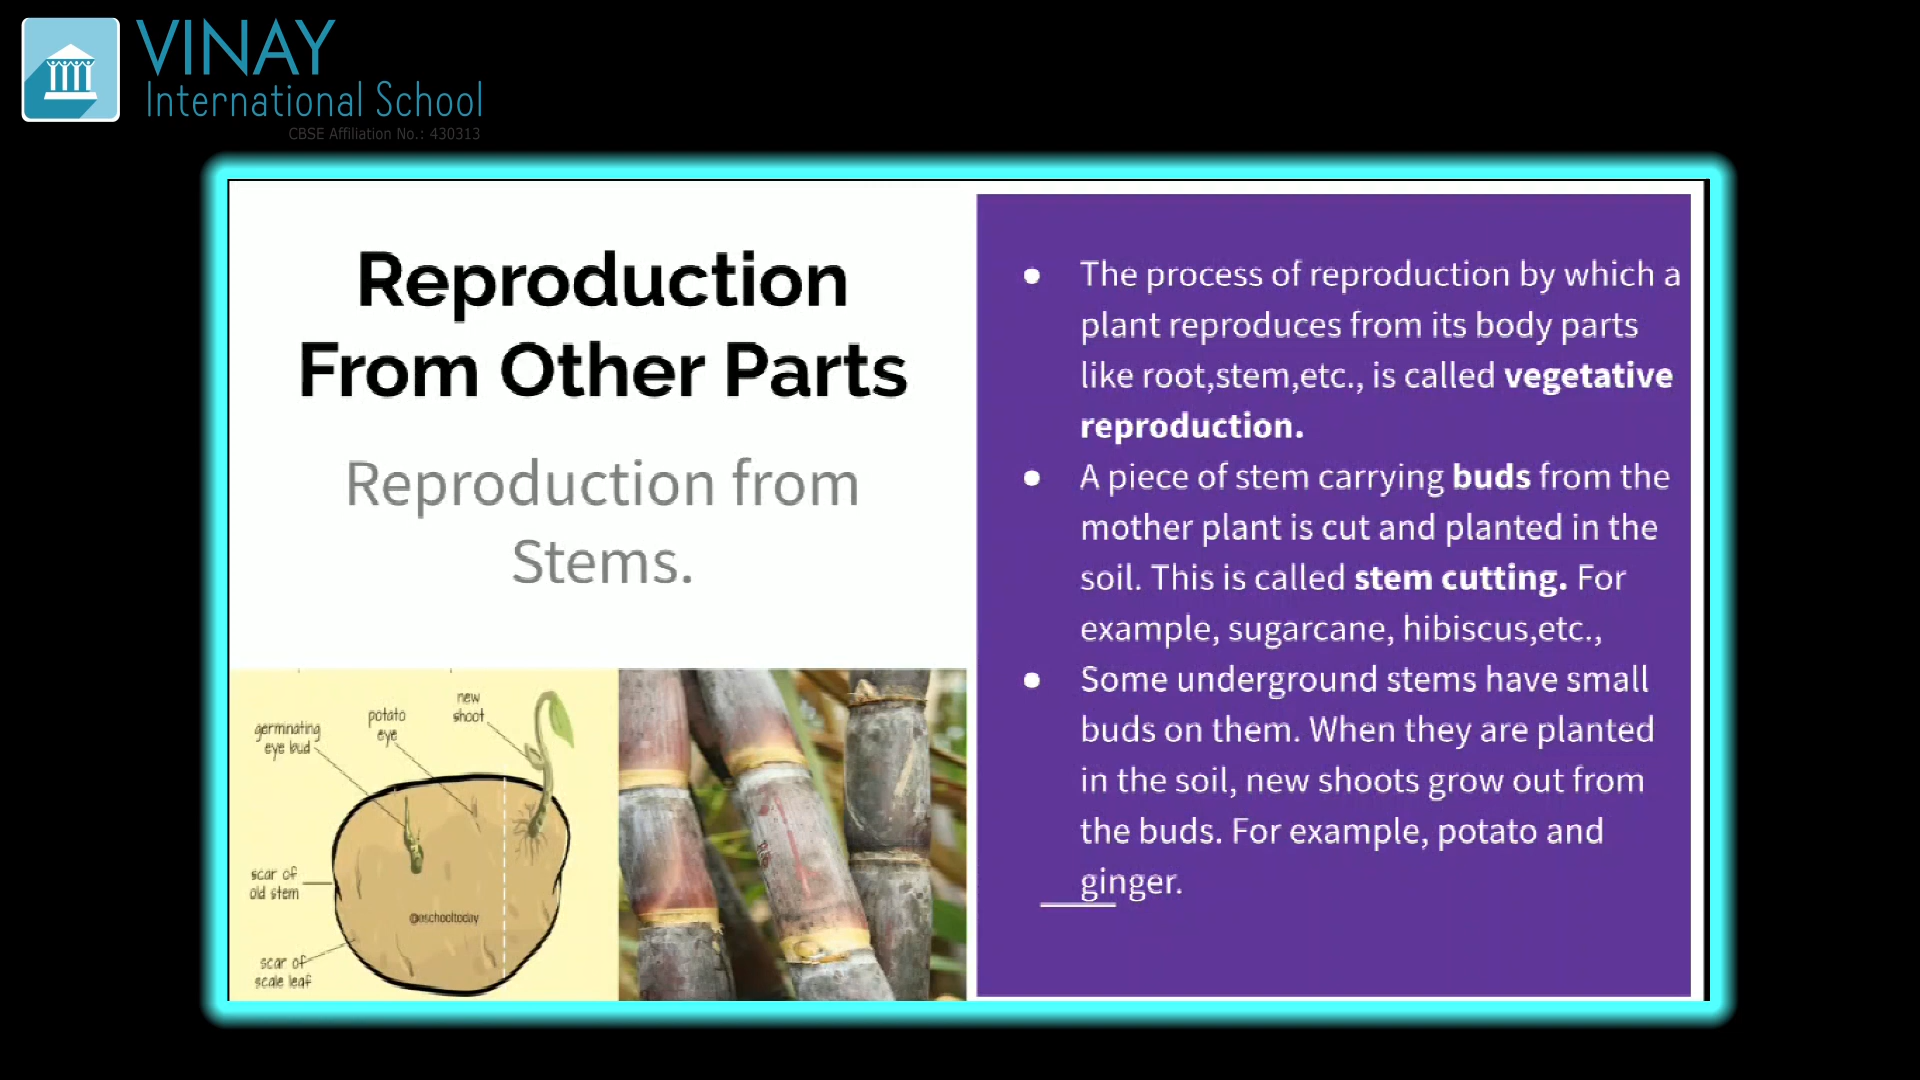 VINAY
International School
CBSE Affiliation No.: 430313
Reproduction
From Other Parts
Reproduction from
Stems.
germnating
eye bud
potato
eye
new
shoot
scar of
old stem
@eschooltoday
scar of
scale leaf
The process of reproduction by which a
plant reproduces from its body parts
like root,stem,etc., is called vegetative
reproduction.
A piece of stem carrying buds from the
mother plant is cut and planted in the
soil. This is called stem cutting. For
example, sugarcane, hibiscus,etc.,
Some underground stems have small
buds on them. When they are planted
in the soil, new shoots grow out from
the buds. For example, potato and
ginger.